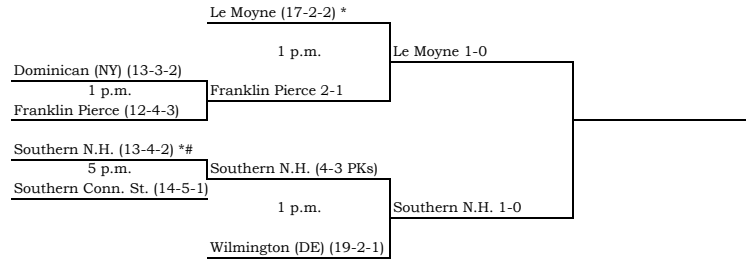 Le Moyne (17-2-2) *
1 p.m.
Le Moyne 1-0
Dominican (NY) (13-3-2)
1 p.m.
Franklin Pierce 2-1
Franklin Pierce (12-4-3)
Southern N.H. (13-4-2) *#
5 p.m.
Southern N.H. (4-3 PKs)
Southern Conn. St. (14-5-1)
1 p.m.
Southern N.H. 1-0
Wilmington (DE) (19-2-1)